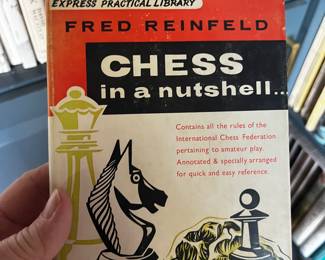 EXPRESS PRACTICAL LIBRARY
FRED REINFELD
CHESS
in a nutshell...
Contains all the rules of the
International Chess Federation
pertaining to amateur play.
Annotated & specially arranged
for quick and easy reference.